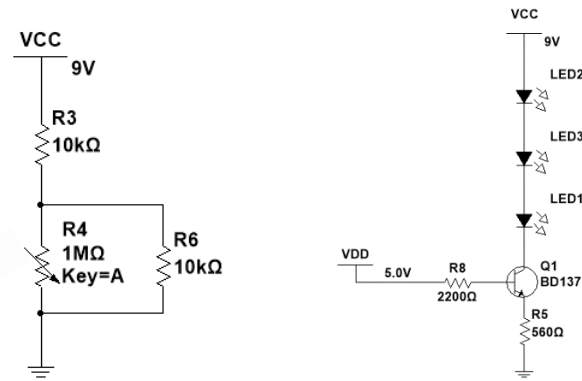 VCC
9V
R3
10kΩ
R4
1MΩ
Key=A
R6
10kΩ
VCC
9V
LED2
LED3
LED1
VDD
5.0V
R8
2200Ω
Q1
BD137
R5
560Ω